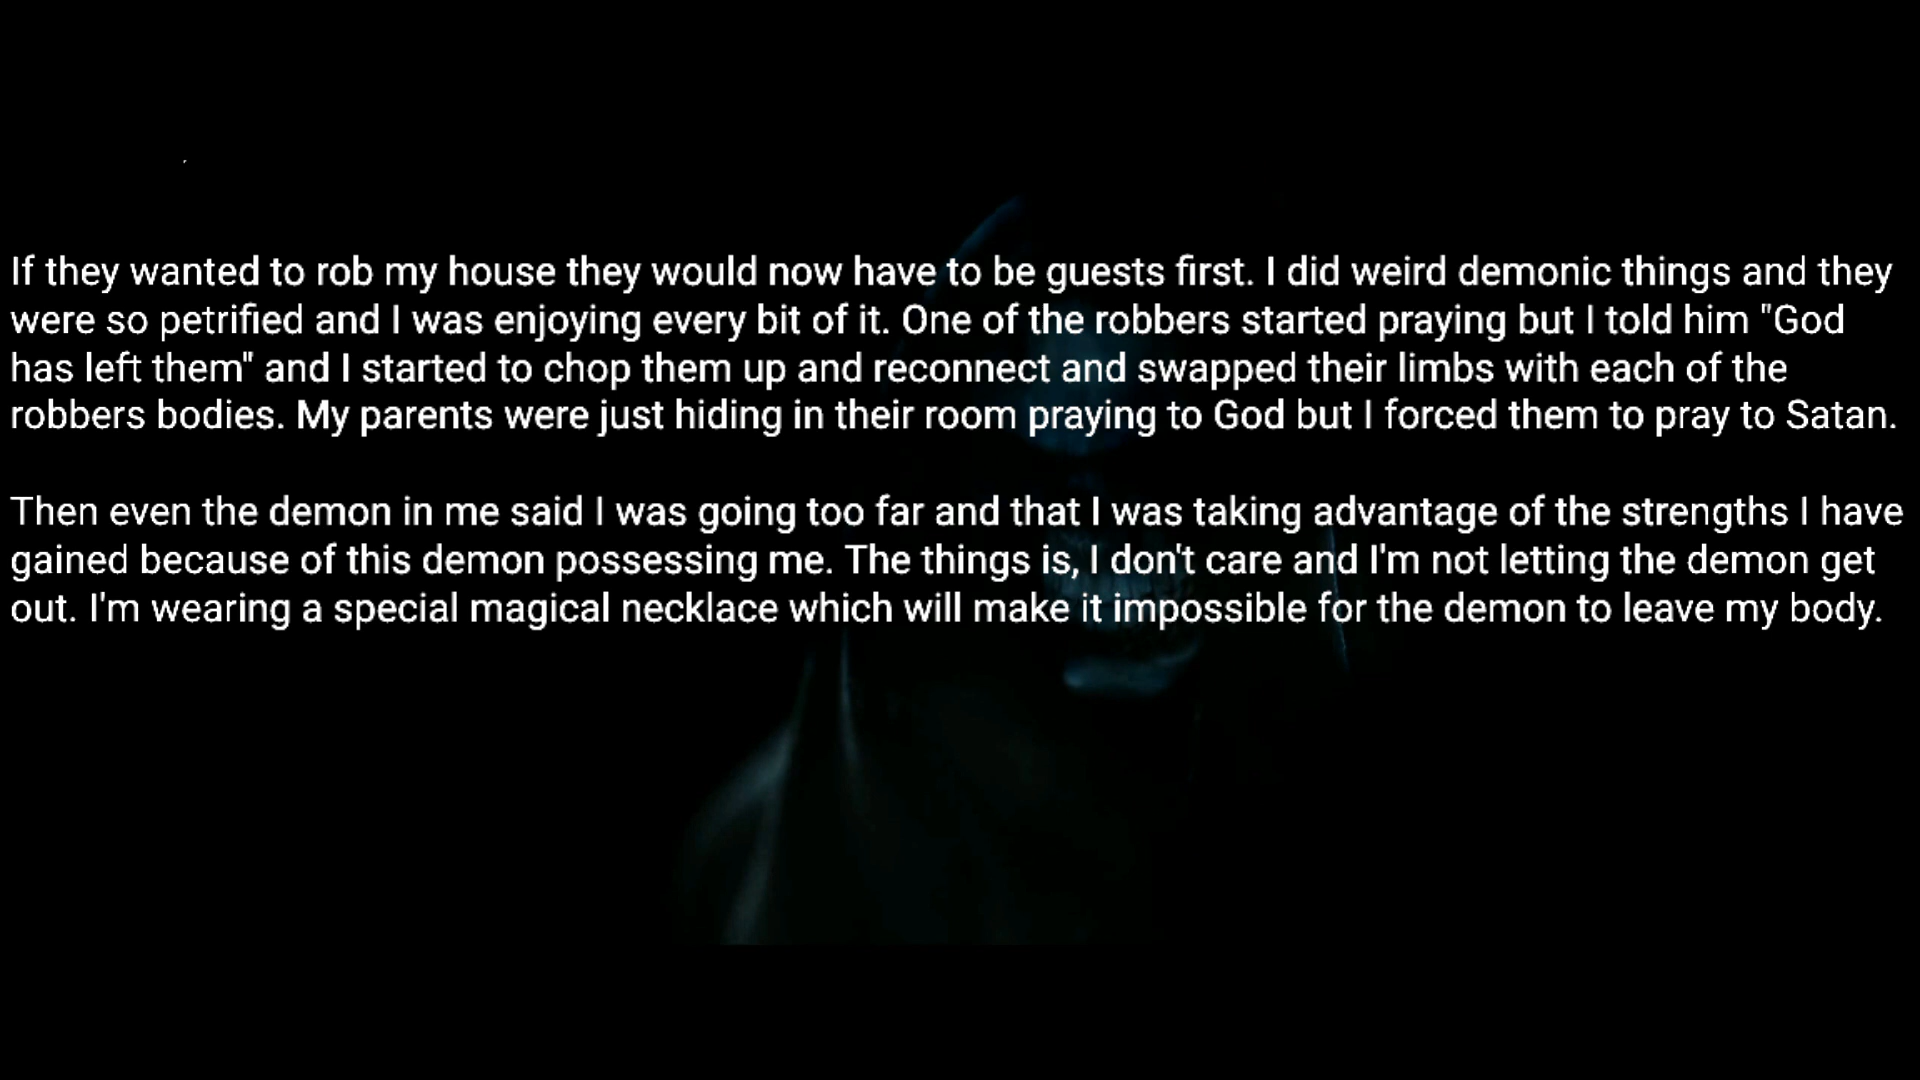 If they wanted to rob my house they would now have to be guests first. I did weird demonic things and they
were so petrified and I was enjoying every bit of it. One of the robbers started praying but I told him "God
has left them" and I started to chop them up and reconnect and swapped their limbs with each of the
robbers bodies. My parents were just hiding in their room praying to God but I forced them to pray to Satan.
Then even the demon in me said I was going too far and that I was taking advantage of the strengths I have
gained because of this demon possessing me. The things is, I don't care and I'm not letting the demon get
out. I'm wearing a special magical necklace which will make it impossible for the demon to leave my body.